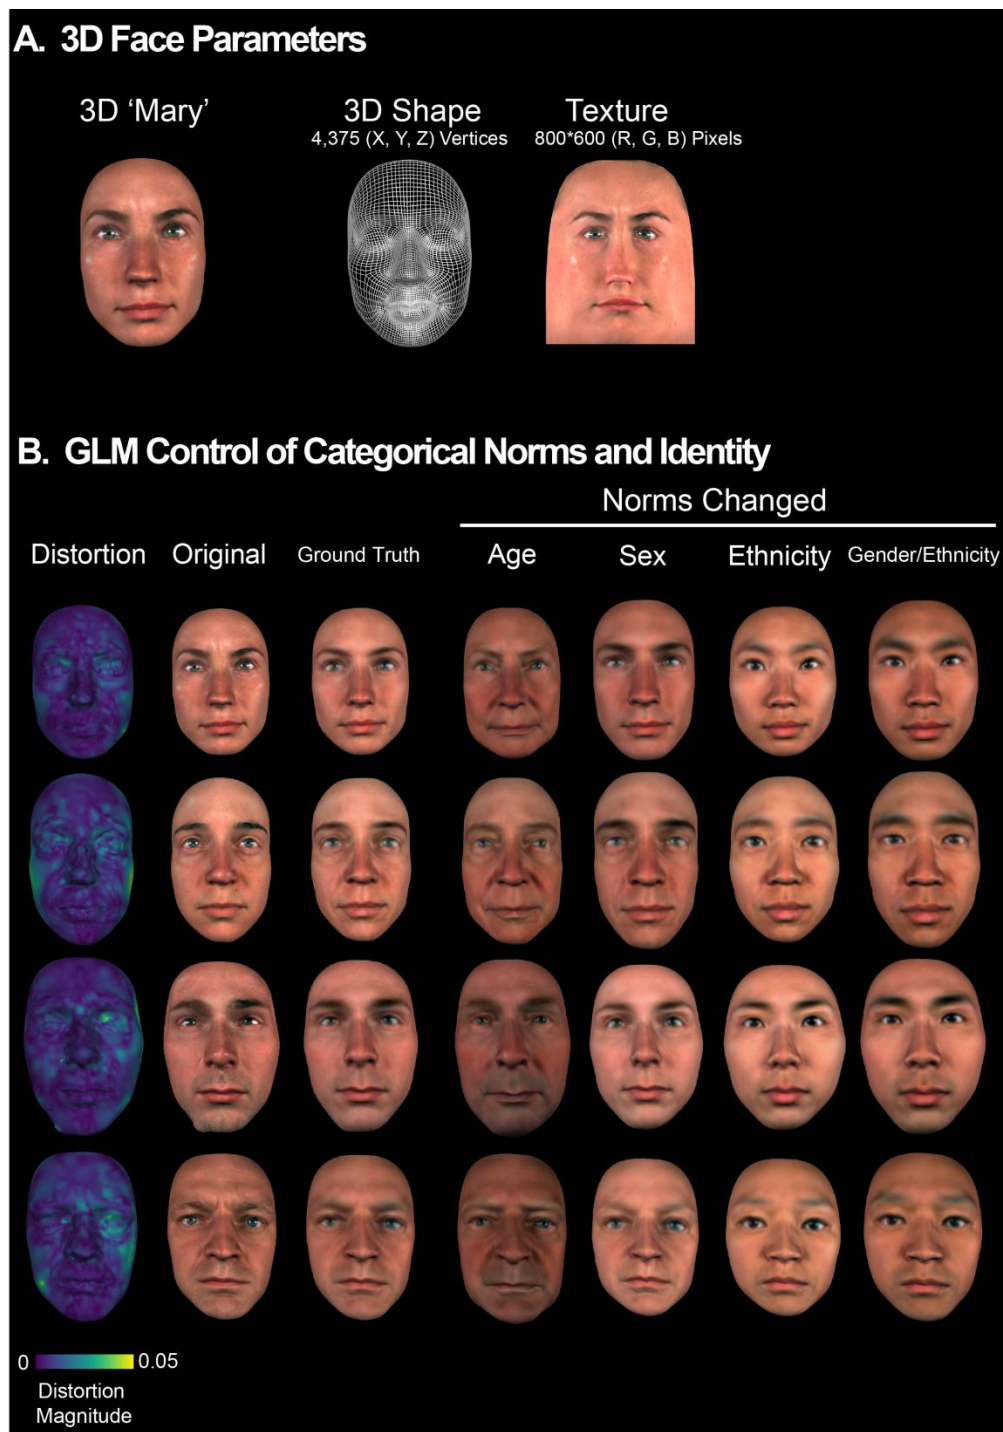 A. 3D Face Parameters
3D ‘Mary’
3D Shape
4,375 (X, Y, Z) Vertices
Texture
800*600 (R, G, B) Pixels
B. GLM Control of Categorical Norms and Identity
Norms Changed
Distortion Original Ground Truth Age Sex Ethnicity Gender/Ethnicity
0 0.05
Distortion
Magnitude